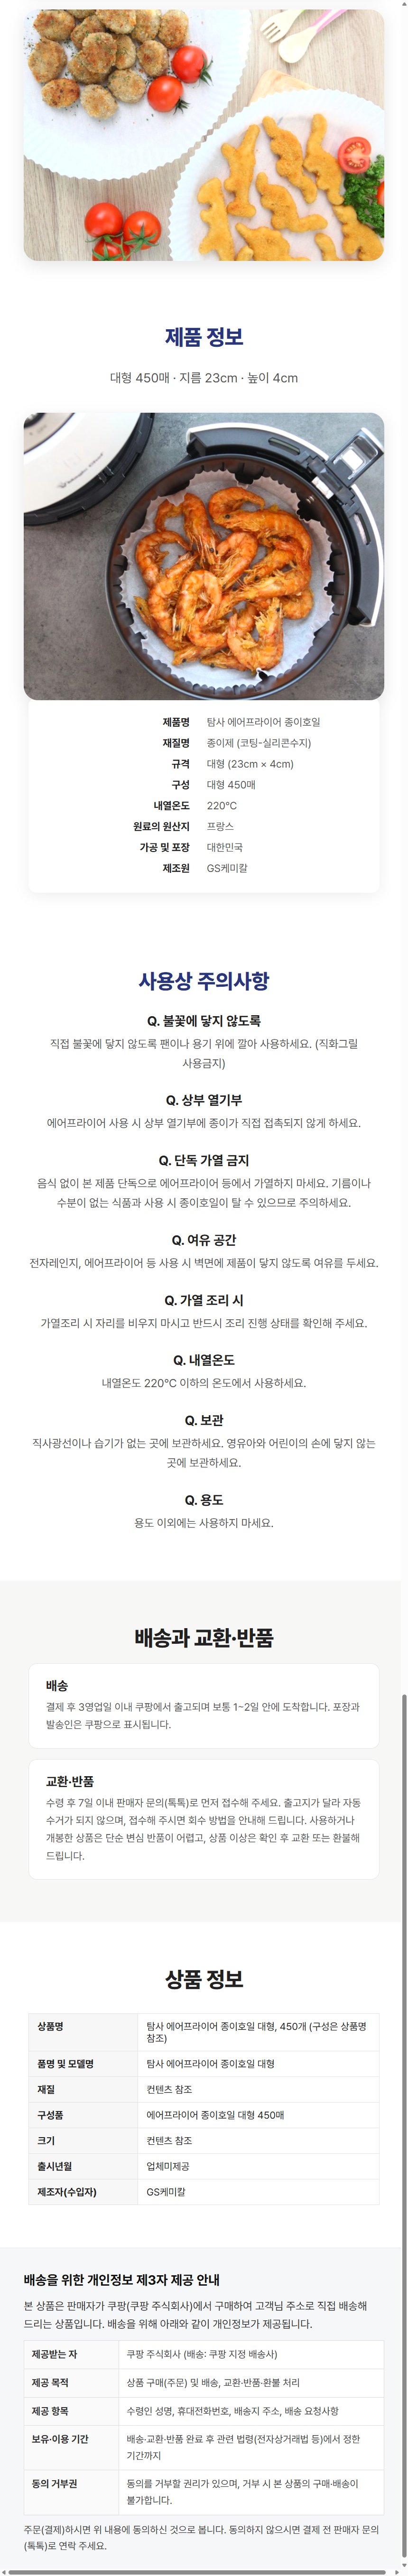 제품 정보
대형 450매 · 지름 23cm · 높이 4cm
제품명 탐사 에어프라이어 종이호일
재질명 종이제 (코팅-실리콘수지)
규격 대형 (23cm × 4cm)
구성 대형 450매
내열온도 220°C
원료의 원산지 프랑스
가공 및 포장 대한민국
제조원 GS케미칼
사용상 주의사항
Q. 불꽃에 닿지 않도록
직접 불꽃에 닿지 않도록 팬이나 용기 위에 깔아 사용하세요. (직화그릴
사용금지)
Q. 상부 열기부
에어프라이어 사용 시 상부 열기부에 종이가 직접 접촉되지 않게 하세요.
Q. 단독 가열 금지
음식 없이 본 제품 단독으로 에어프라이어 등에서 가열하지 마세요. 기름이나
수분이 없는 식품과 사용 시 종이호일이 탈 수 있으므로 주의하세요.
Q. 여유 공간
전자레인지, 에어프라이어 등 사용 시 벽면에 제품이 닿지 않도록 여유를 두세요.
Q. 가열 조리 시
가열조리 시 자리를 비우지 마시고 반드시 조리 진행 상태를 확인해 주세요.
Q. 내열온도
내열온도 220°C 이하의 온도에서 사용하세요.
Q. 보관
직사광선이나 습기가 없는 곳에 보관하세요. 영유아와 어린이의 손에 닿지 않는
곳에 보관하세요.
Q. 용도
용도 이외에는 사용하지 마세요.
배송과 교환·반품
배송
결제 후 3영업일 이내 쿠팡에서 출고되며 보통 1~2일 안에 도착합니다. 포장과
발송인은 쿠팡으로 표시됩니다.
교환·반품
수령 후 7일 이내 판매자 문의(톡톡)로 먼저 접수해 주세요. 출고지가 달라 자동
수거가 되지 않으며, 접수해 주시면 회수 방법을 안내해 드립니다. 사용하거나
개봉한 상품은 단순 변심 반품이 어렵고, 상품 이상은 확인 후 교환 또는 환불해
드립니다.
상품 정보
상품명 탐사 에어프라이어 종이호일 대형, 450개 (구성은 상품명
참조)
품명 및 모델명 탐사 에어프라이어 종이호일 대형
재질 컨텐츠 참조
구성품 에어프라이어 종이호일 대형 450매
크기 컨텐츠 참조
출시년월 업체미제공
제조자(수입자) GS케미칼
배송을 위한 개인정보 제3자 제공 안내
본 상품은 판매자가 쿠팡(쿠팡 주식회사)에서 구매하여 고객님 주소로 직접 배송해
드리는 상품입니다. 배송을 위해 아래와 같이 개인정보가 제공됩니다.
제공받는 자 쿠팡 주식회사 (배송: 쿠팡 지정 배송사)
제공 목적 상품 구매(주문) 및 배송, 교환·반품·환불 처리
제공 항목 수령인 성명, 휴대전화번호, 배송지 주소, 배송 요청사항
보유·이용 기간 배송·교환·반품 완료 후 관련 법령(전자상거래법 등)에서 정한
기간까지
동의 거부권 동의를 거부할 권리가 있으며, 거부 시 본 상품의 구매·배송이
불가합니다.
주문(결제)하시면 위 내용에 동의하신 것으로 봅니다. 동의하지 않으시면 결제 전 판매자 문의
(톡톡)로 연락 주세요.